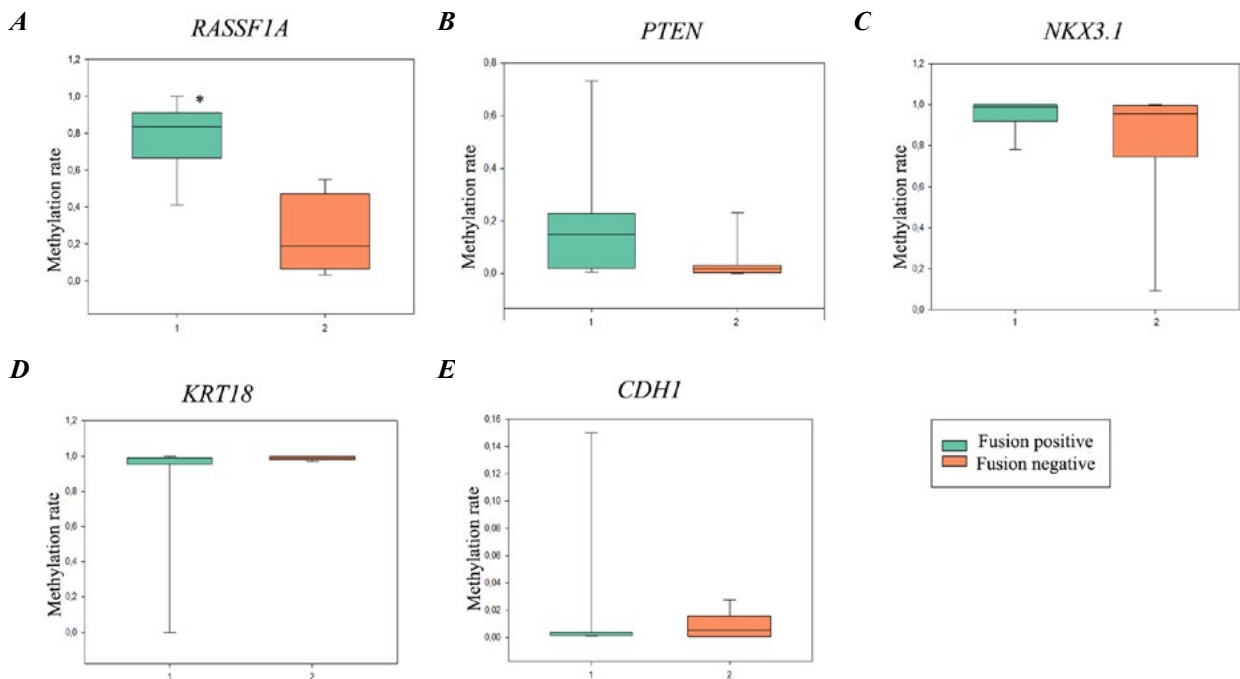 A
RASSF1A
Methylation rate
1,2
1,0
0,8
0,6
0,4
0,2
0,0
*
1
2
B
PTEN
Methylation rate
0,8
0,6
0,4
0,2
0,0
1
2
C
NKX3.1
Methylation rate
1,2
1,0
0,8
0,6
0,4
0,2
0,0
1
2
D
KRT18
Methylation rate
1,2
1,0
0,8
0,6
0,4
0,2
0,0
1
2
E
CDH1
Methylation rate
0,16
0,14
0,12
0,10
0,08
0,06
0,04
0,02
0,00
1
2
Fusion positive
Fusion negative